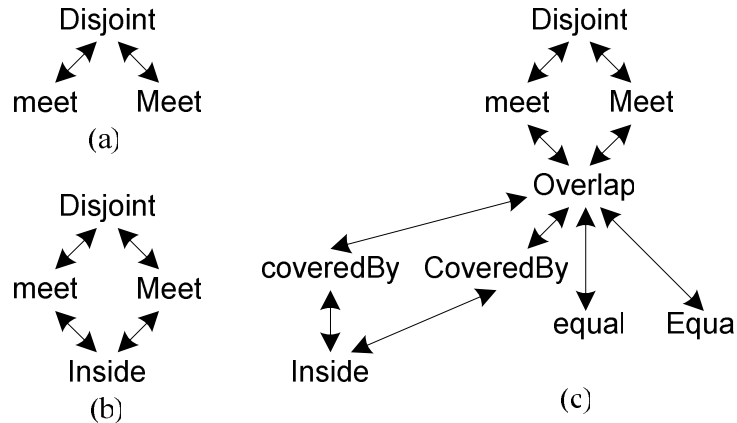 Disjoint
meet Meet
(a)
Disjoint
meet Meet
Inside
(b)
Disjoint
meet Meet
Overlap
coveredBy CoveredBy
equal Equa
Inside
(c)